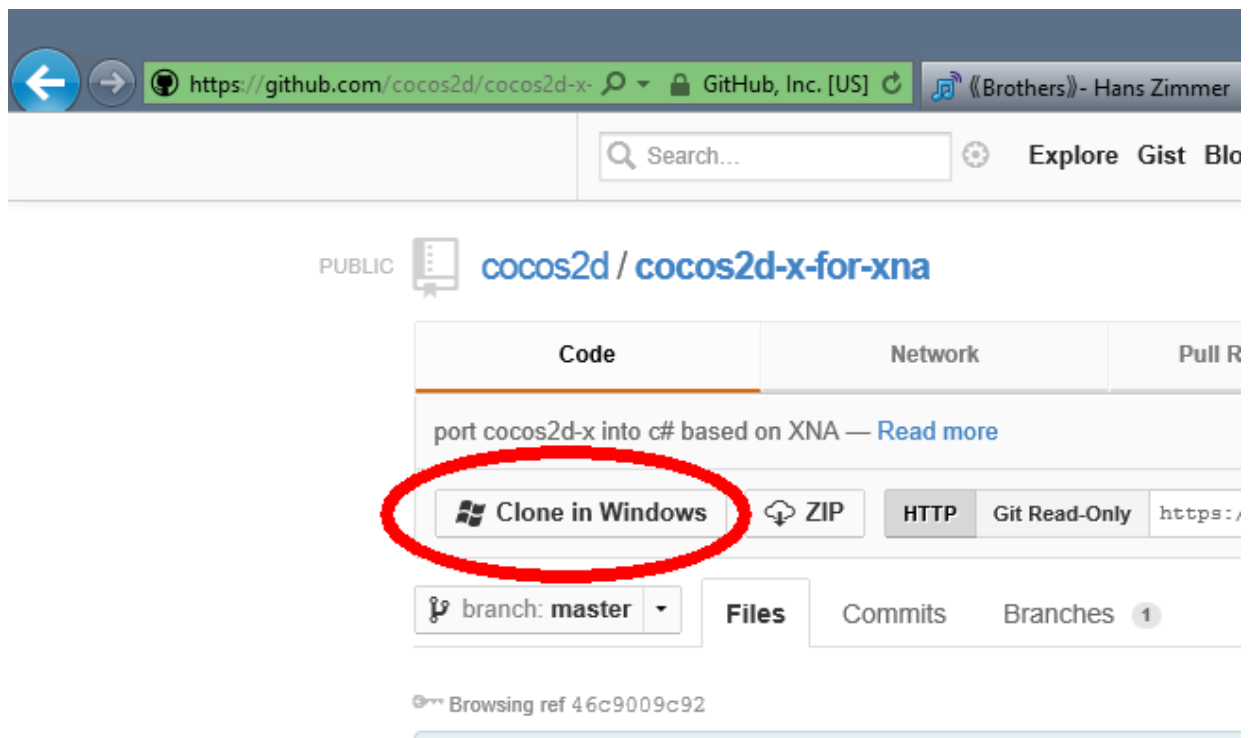 https://github.com/cocos2d/cocos2d-x- GitHub, Inc. [US] 《Brothers》- Hans Zimmer
Search... Explore Gist Blo
PUBLIC cocos2d / cocos2d-x-for-xna
Code Network Pull R
port cocos2d-x into c# based on XNA — Read more
Clone in Windows ZIP HTTP Git Read-Only https:/
branch: master Files Commits Branches 1
Browsing ref 46c9009c92